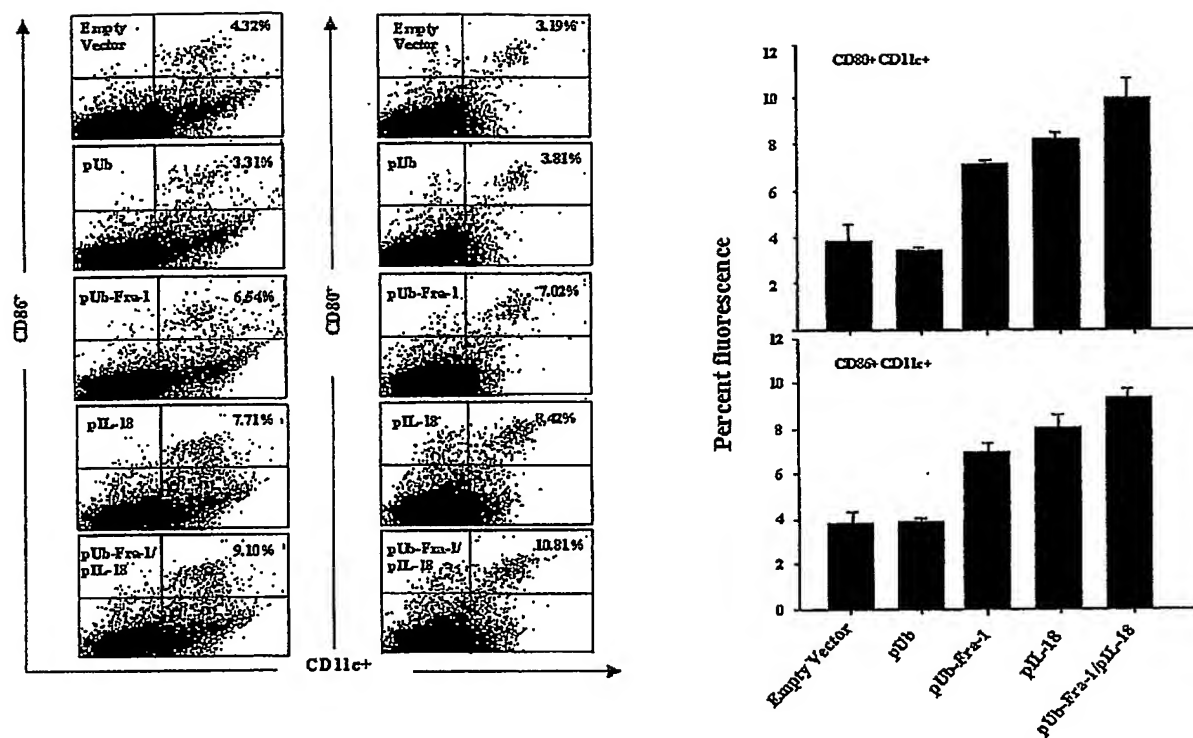 Empty
Vector
4.32%
pUb
3.31%
pUb-Fra-1
6.54%
pIL-18
7.71%
pUb-Fra-1/
pIL-18
9.10%
CD86+
Empty
Vector
3.19%
pUb
3.81%
pUb-Fra-1
7.02%
pIL-18
8.42%
pUb-Fra-1/
pIL-18
10.81%
CD80+
CD11c+
Percent fluorescence
CD80+ CD11c+
12
10
8
6
4
2
0
CD86+ CD11c+
12
10
8
6
4
2
0
Empty Vector
pUb
pUb-Fra-1
pIL-18
pUb-Fra-1/pIL-18